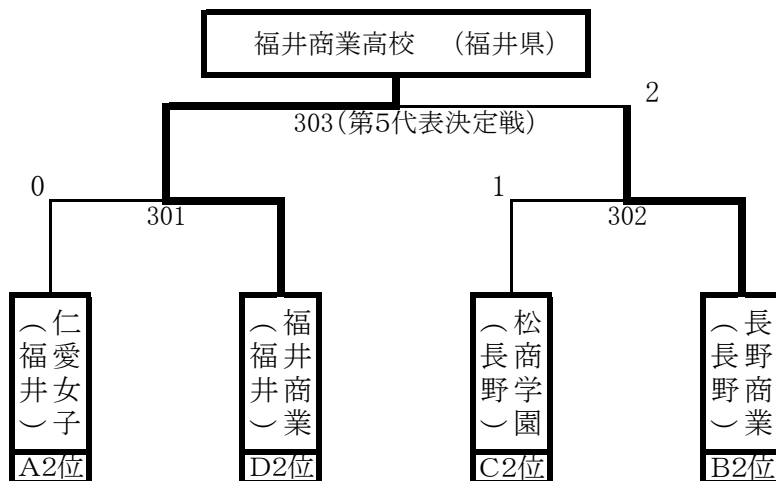 福井商業高校　（福井県）
2
303（第5代表決定戦）
0
1
301
302
仁愛女子
（福井）
福井商業
（福井）
松商学園
（長野）
長野商業
（長野）
A2位
D2位
C2位
B2位